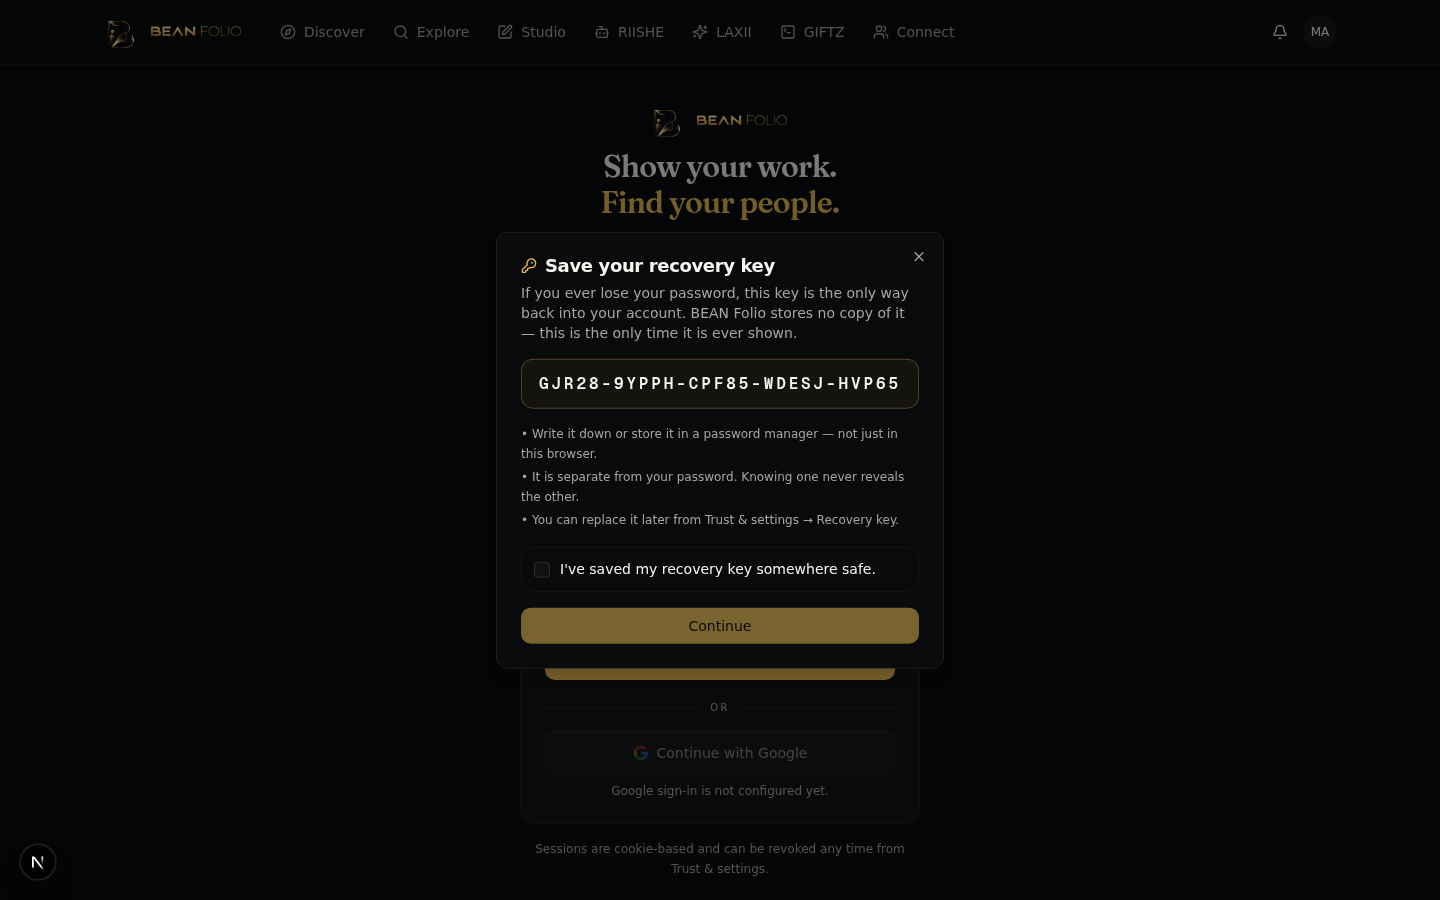 BEAN FOLIO
Discover
Explore
Studio
RIISHE
LAXII
GIFTZ
Connect
MA
BEAN FOLIO
Show your work.
Find your people.
Save your recovery key
If you ever lose your password, this key is the only way
back into your account. BEAN Folio stores no copy of it
— this is the only time it is ever shown.
GJR28-9YPPH-CPF85-WDESJ-HVP65
• Write it down or store it in a password manager — not just in
this browser.
• It is separate from your password. Knowing one never reveals
the other.
• You can replace it later from Trust & settings → Recovery key.
I've saved my recovery key somewhere safe.
Continue
OR
Continue with Google
Google sign-in is not configured yet.
Sessions are cookie-based and can be revoked any time from
Trust & settings.
N